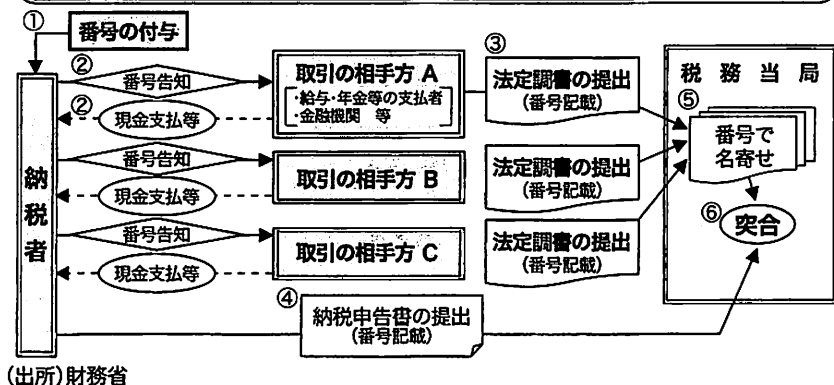 ①
番号の付与
②
番号告知
取引の相手方 A
・給与・年金等の支払者
・金融機関 等
②
現金支払等
③
法定調書の提出
(番号記載)
税務当局
⑤
番号で
名寄せ
納税者
番号告知
取引の相手方 B
現金支払等
法定調書の提出
(番号記載)
⑥
突合
番号告知
取引の相手方 C
現金支払等
法定調書の提出
(番号記載)
④
納税申告書の提出
(番号記載)
(出所)財務省